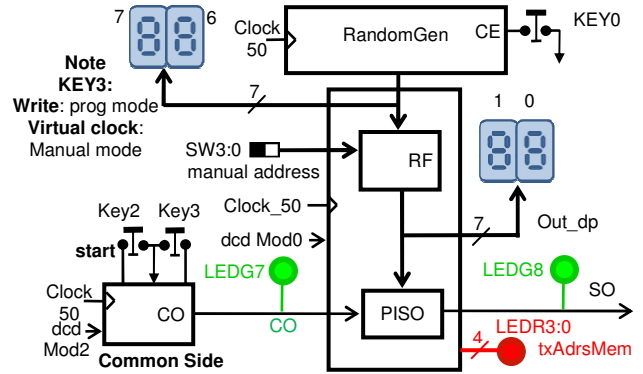 7
6
Clock
50
RandomGen
CE
KEY0
Note
KEY3:
Write: prog mode
Virtual clock:
Manual mode
7
1 0
SW3:0
manual address
RF
Clock_50
Key2 Key3
7
Out_dp
dcd Mod0
start
LEDG7
LEDG8
Clock
50
dcd
Mod2
CO
CO
PISO
SO
4
LEDR3:0
txAdrsMem
Common Side